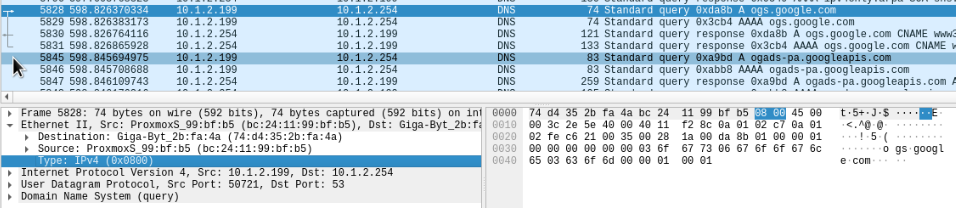 5828 598.826370334 10.1.2.199 10.1.2.254 DNS 74 Standard query 0xda8b A ogs.google.com
5829 598.826383173 10.1.2.199 10.1.2.254 DNS 74 Standard query 0x3cb4 AAAA ogs.google.com
5830 598.826764116 10.1.2.254 10.1.2.199 DNS 121 Standard query response 0xda8b A ogs.google.com CNAME www3
5831 598.826865928 10.1.2.254 10.1.2.199 DNS 133 Standard query response 0x3cb4 AAAA ogs.google.com CNAME w
5845 598.845694975 10.1.2.199 10.1.2.254 DNS 83 Standard query 0xa9bd A ogads-pa.googleapis.com
5846 598.845708688 10.1.2.199 10.1.2.254 DNS 83 Standard query 0xabb8 AAAA ogads-pa.googleapis.com
5847 598.846109743 10.1.2.254 10.1.2.199 DNS 259 Standard query response 0xa9bd A ogads-pa.googleapis.com A
Frame 5828: 74 bytes on wire (592 bits), 74 bytes captured (592 bits) on int
Ethernet II, Src: ProxmoxS_99:bf:b5 (bc:24:11:99:bf:b5), Dst: Giga-Byt_2b:fa
Destination: Giga-Byt_2b:fa:4a (74:d4:35:2b:fa:4a)
Source: ProxmoxS_99:bf:b5 (bc:24:11:99:bf:b5)
Type: IPv4 (0x0800)
Internet Protocol Version 4, Src: 10.1.2.199, Dst: 10.1.2.254
User Datagram Protocol, Src Port: 50721, Dst Port: 53
Domain Name System (query)
0000 74 d4 35 2b fa 4a bc 24 11 99 bf b5 08 00 45 00 t·5+·J·$ ······E·
0010 00 3c 2e 5e 40 00 40 11 f2 8c 0a 01 02 c7 0a 01 ·<.^@·@· ········
0020 02 fe c6 21 00 35 00 28 1a 00 da 8b 01 00 00 01 ···!·5·( ········
0030 00 00 00 00 00 00 03 6f 67 73 06 67 6f 6f 67 6c ·······o gs·googl
0040 65 03 63 6f 6d 00 00 01 00 01 e·com··· ··